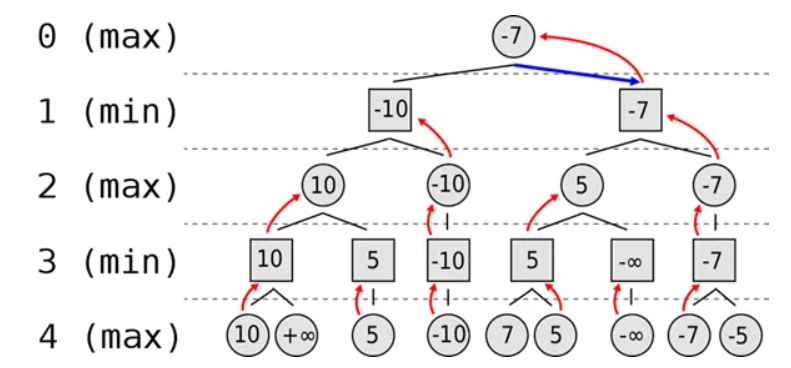 0 (max) -7
1 (min) -10 -7
2 (max) 10 -10 5 -7
3 (min) 10 5 -10 5 -∞ -7
4 (max) 10 +∞ 5 -10 7 5 -∞ -7 -5